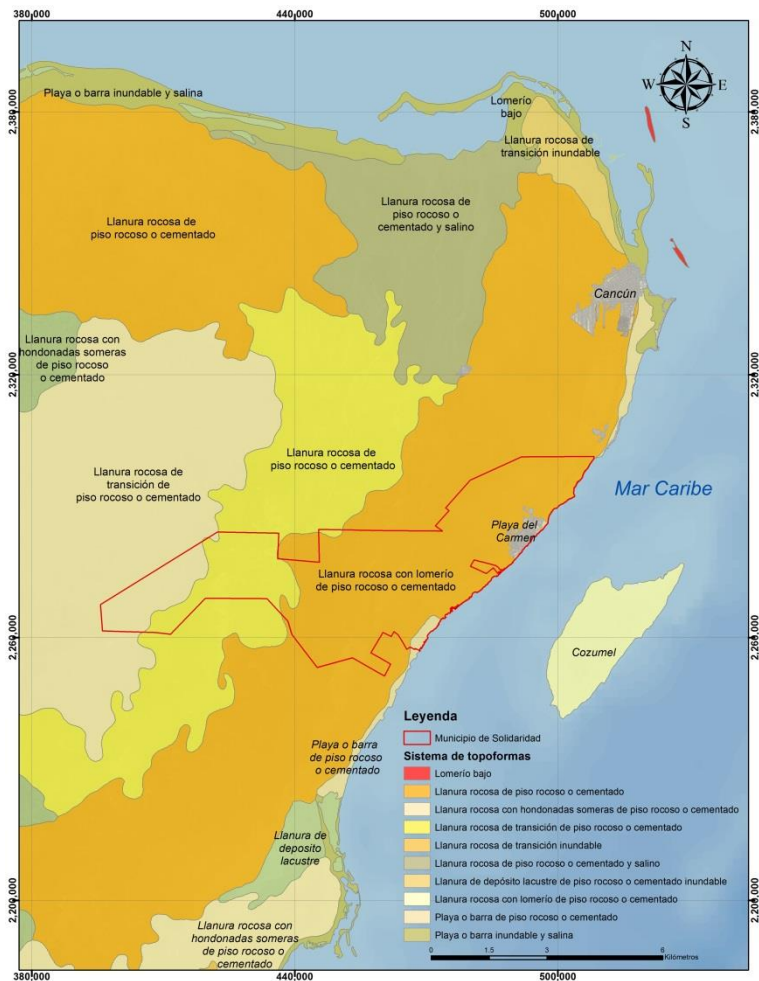 380,000
440,000
500,000
N
W
E
S
2,380,000
2,380,000
Playa o barra inundable y salina
Lomerío
bajo
Llanura rocosa de
transición inundable
Llanura rocosa de
piso rocoso o cementado
Llanura rocosa de
piso rocoso o
cementado y salino
Cancún
Llanura rocosa con
hondonadas someras
de piso rocoso
o cementado
2,320,000
2,320,000
Llanura rocosa de
piso rocoso o cementado
Llanura rocosa de
transición de
piso rocoso o cementado
Mar Caribe
Playa del
Carmen
Llanura rocosa con lomerío
de piso rocoso o cementado
2,260,000
2,260,000
Cozumel
Playa o barra
de piso rocoso
o cementado
Llanura de
deposito
lacustre
Llanura rocosa con
hondonadas someras
de piso rocoso o
cementado
2,200,000
2,200,000
Leyenda
Municipio de Solidaridad
Sistema de topoformas
Lomerío bajo
Llanura rocosa de piso rocoso o cementado
Llanura rocosa con hondonadas someras de piso rocoso o cementado
Llanura rocosa de transición de piso rocoso o cementado
Llanura rocosa de transición inundable
Llanura rocosa de piso rocoso o cementado y salino
Llanura de depósito lacustre de piso rocoso o cementado inundable
Llanura rocosa con lomerío de piso rocoso o cementado
Playa o barra de piso rocoso o cementado
Playa o barra inundable y salina
0 1.5 3 6
Kilómetros
380,000
440,000
500,000